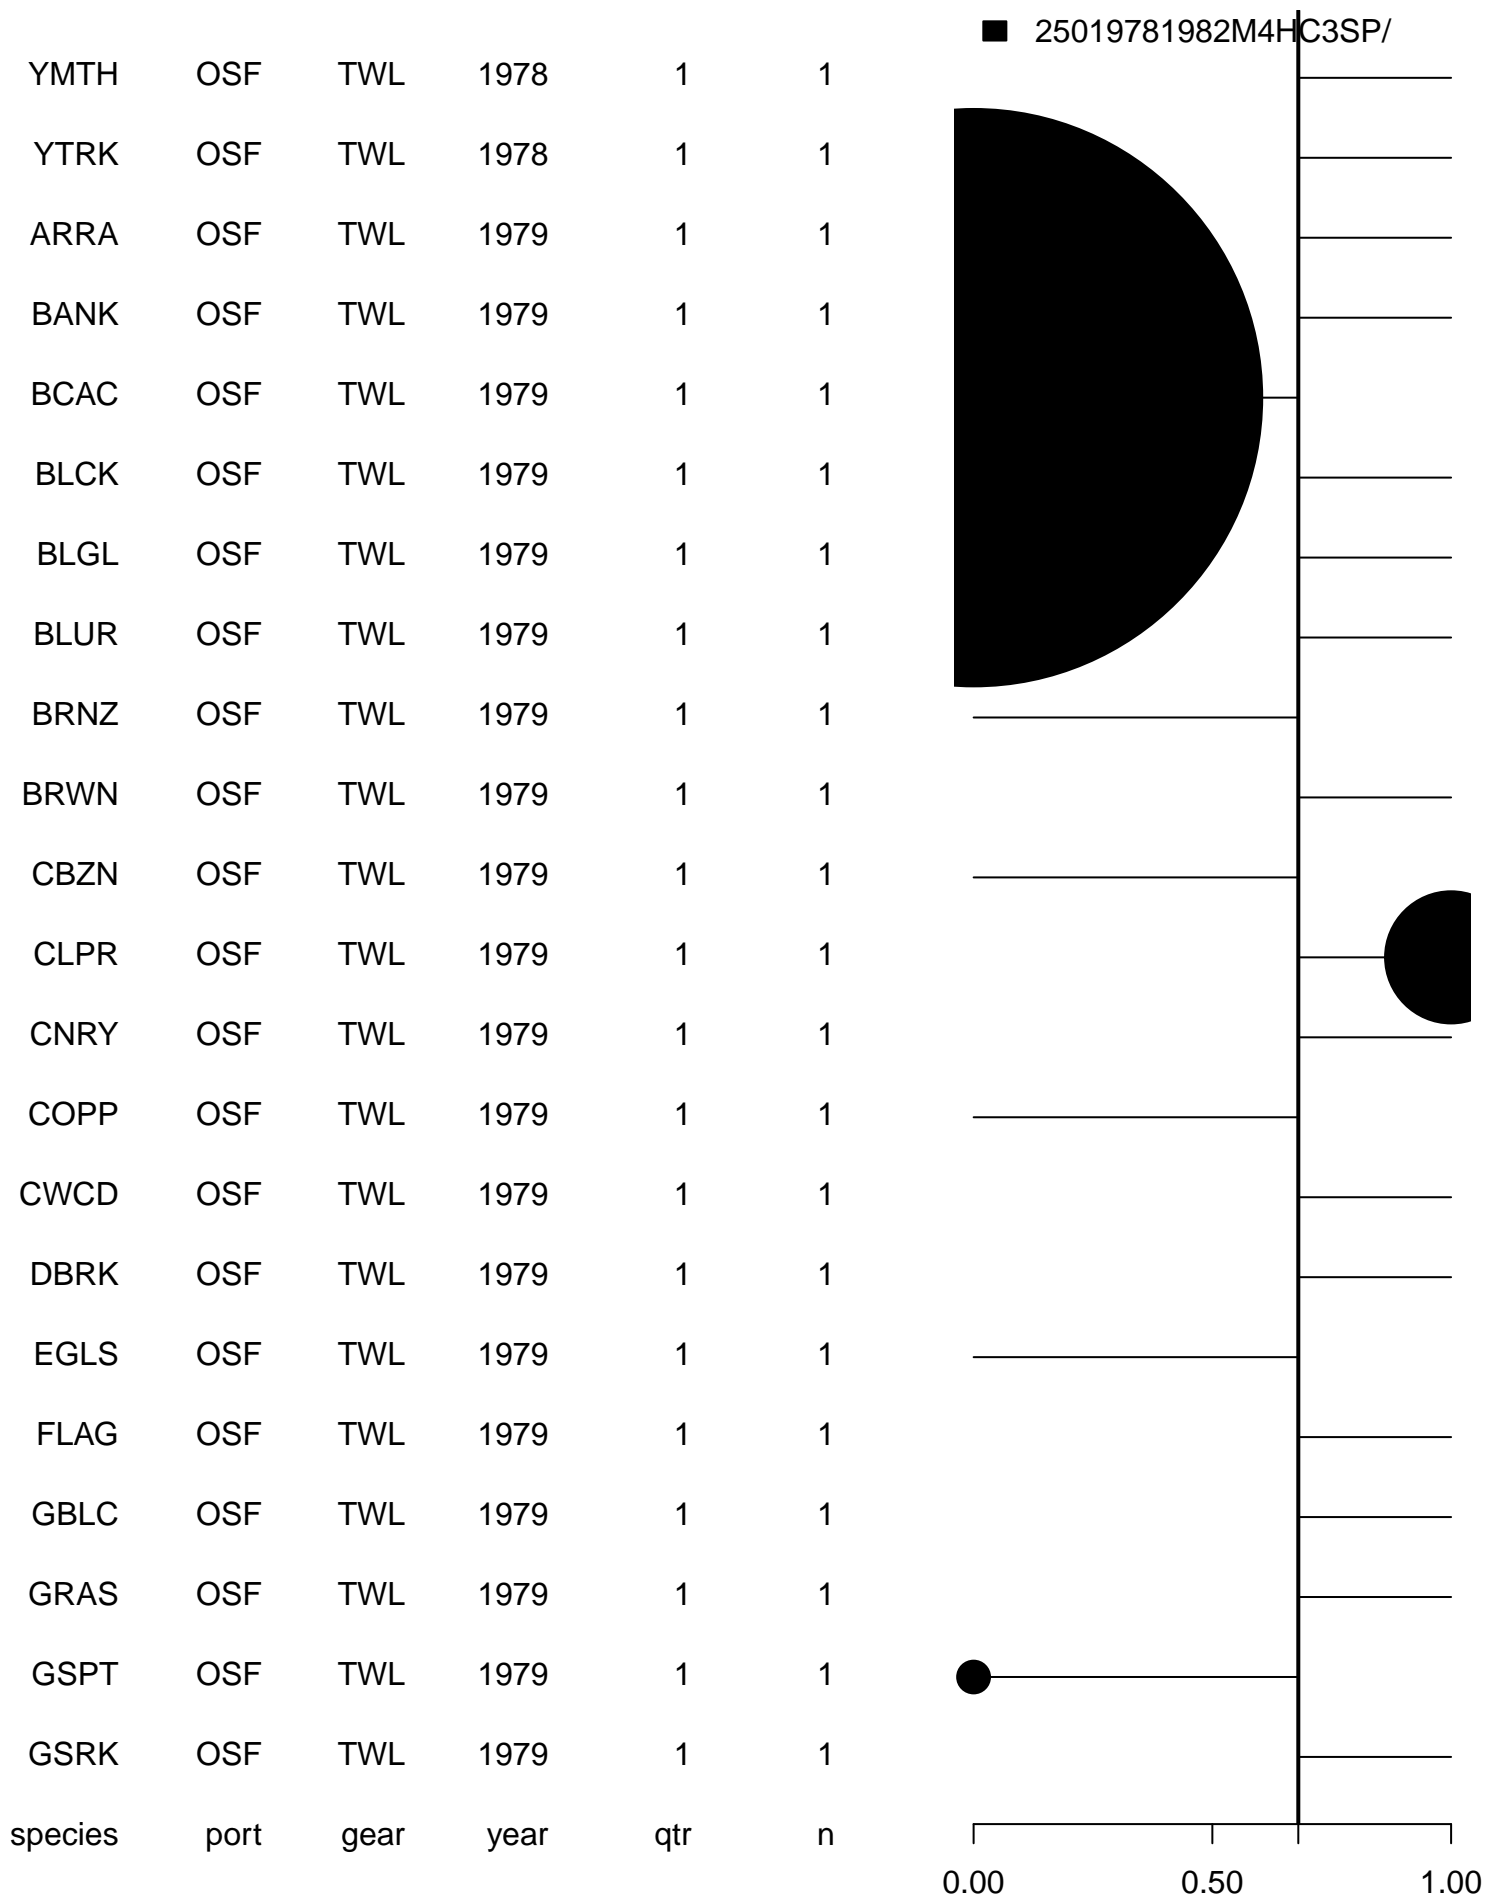 25019781982M4HC3SP/
YMTH OSF TWL 1978 1 1
YTRK OSF TWL 1978 1 1
ARRA OSF TWL 1979 1 1
BANK OSF TWL 1979 1 1
BCAC OSF TWL 1979 1 1
BLCK OSF TWL 1979 1 1
BLGL OSF TWL 1979 1 1
BLUR OSF TWL 1979 1 1
BRNZ OSF TWL 1979 1 1
BRWN OSF TWL 1979 1 1
CBZN OSF TWL 1979 1 1
CLPR OSF TWL 1979 1 1
CNRY OSF TWL 1979 1 1
COPP OSF TWL 1979 1 1
CWCD OSF TWL 1979 1 1
DBRK OSF TWL 1979 1 1
EGLS OSF TWL 1979 1 1
FLAG OSF TWL 1979 1 1
GBLC OSF TWL 1979 1 1
GRAS OSF TWL 1979 1 1
GSPT OSF TWL 1979 1 1
GSRK OSF TWL 1979 1 1
species port gear year qtr n
0.00 0.50 1.00